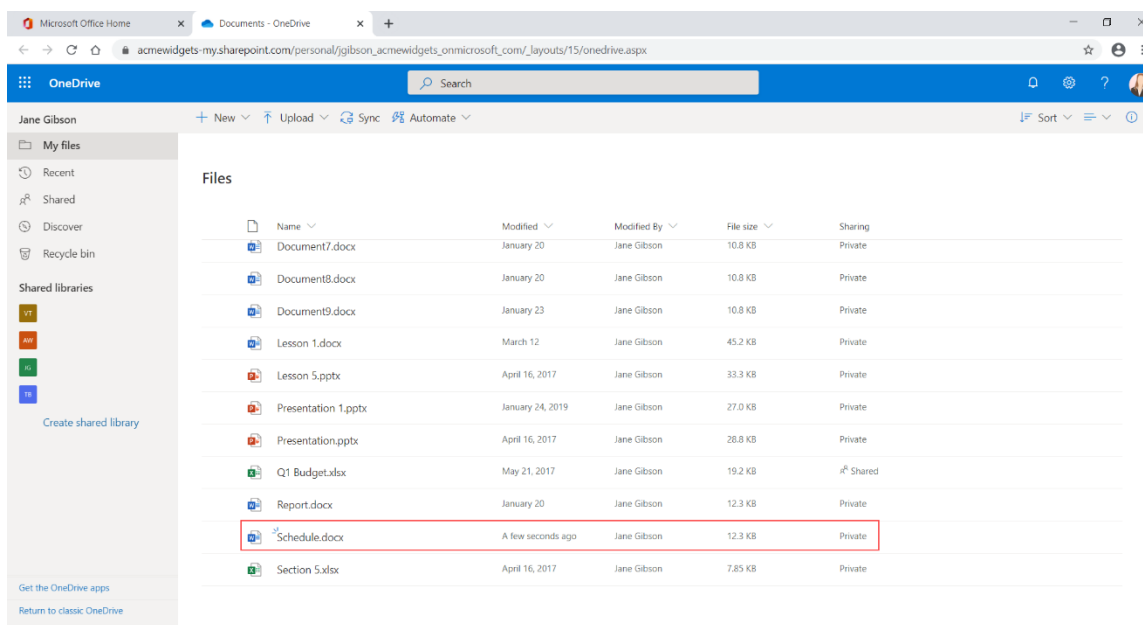 Microsoft Office Home
Documents - OneDrive
acmewidgets-my.sharepoint.com/personal/jgibson_acmewidgets_onmicrosoft_com/_layouts/15/onedrive.aspx
OneDrive Search ?
Jane Gibson New Upload Sync Automate Sort
My files
Recent
Shared
Discover
Recycle bin
Shared libraries
VT
AW
IG
TB
Create shared library
Get the OneDrive apps
Return to classic OneDrive
Files
Name Modified Modified By File size Sharing
Document7.docx January 20 Jane Gibson 10.8 KB Private
Document8.docx January 20 Jane Gibson 10.8 KB Private
Document9.docx January 23 Jane Gibson 10.8 KB Private
Lesson 1.docx March 12 Jane Gibson 45.2 KB Private
Lesson 5.pptx April 16, 2017 Jane Gibson 33.3 KB Private
Presentation 1.pptx January 24, 2019 Jane Gibson 27.0 KB Private
Presentation.pptx April 16, 2017 Jane Gibson 28.8 KB Private
Q1 Budget.xlsx May 21, 2017 Jane Gibson 19.2 KB Shared
Report.docx January 20 Jane Gibson 12.3 KB Private
Schedule.docx A few seconds ago Jane Gibson 12.3 KB Private
Section 5.xlsx April 16, 2017 Jane Gibson 7.85 KB Private